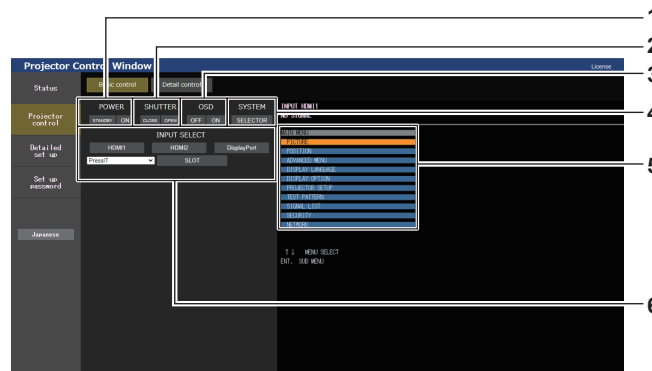 1
2
3
4
5
6
Projector Control Window
License
Status
Basic control
Detail control
POWER
SHUTTER
OSD
SYSTEM
STANDBY
ON
CLOSE
OPEN
OFF
ON
SELECTOR
INPUT SELECT
HDMI1
HDMI2
DisplayPort
PressIT
SLOT
Projector
control
Detailed
set up
Set up
password
Japanese
INPUT HDMI1
NO SIGNAL
MAIN MENU
PICTURE
POSITION
ADVANCED MENU
DISPLAY LANGUAGE
DISPLAY OPTION
PROJECTOR SETUP
TEST PATTERN
SIGNAL LIST
SECURITY
NETWORK
↑↓ MENU SELECT
ENT. SUB MENU